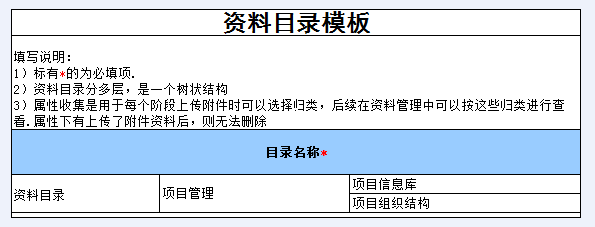 资料目录模板
填写说明:
1）标有*的为必填项.
2）资料目录分多层，是一个树状结构
3）属性收集是用于每个阶段上传附件时可以选择归类，后续在资料管理中可以按这些归类进行查
看.属性下有上传了附件资料后，则无法删除
目录名称*
资料目录
项目管理
项目信息库
项目组织结构